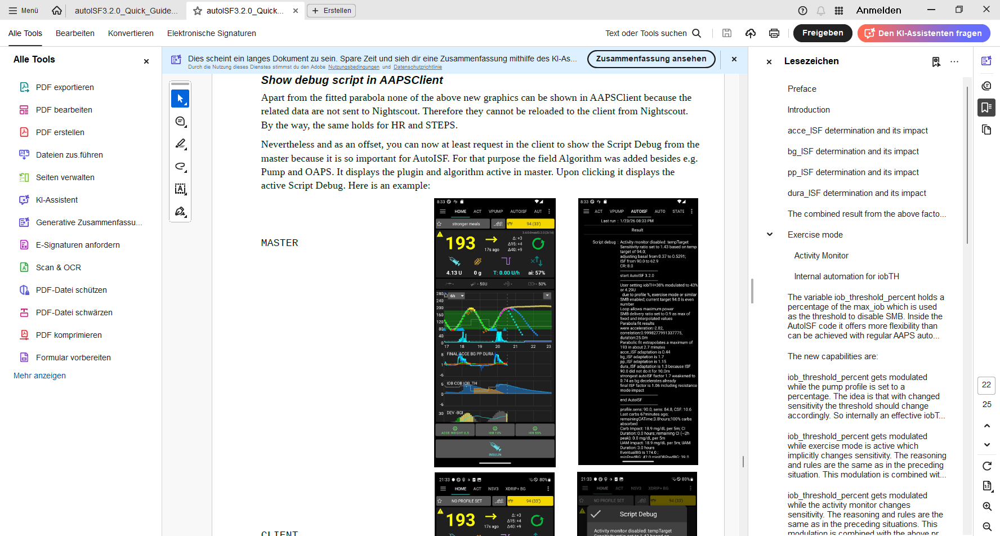 Menü
autoISF3.2.0_Quick_Guide...
autoISF3.2.0_Quick...
Erstellen
Anmelden
Alle Tools
Bearbeiten
Konvertieren
Elektronische Signaturen
Text oder Tools suchen
Freigeben
Den KI-Assistenten fragen
Alle Tools
PDF exportieren
PDF bearbeiten
PDF erstellen
Dateien zus.führen
Seiten verwalten
KI-Assistent
Generative Zusammenfassu...
E-Signaturen anfordern
Scan & OCR
PDF-Datei schützen
PDF-Datei schwärzen
PDF komprimieren
Formular vorbereiten
Mehr anzeigen
Dies scheint ein langes Dokument zu sein. Spare Zeit und sieh dir eine Zusammenfassung mithilfe des KI-As...
Durch die Nutzung dieses Dienstes stimmst du den Adobe Nutzungsbedingungen und Datenschutzrichtlinie
Zusammenfassung ansehen
Show debug script in AAPSClient
Apart from the fitted parabola none of the above new graphics can be shown in AAPSClient because the
related data are not sent to Nightscout. Therefore they cannot be reloaded to the client from Nightscout.
By the way, the same holds for HR and STEPS.
Nevertheless and as an offset, you can now at least request in the client to show the Script Debug from the
master because it is so important for AutoISF. For that purpose the field Algorithm was added besides e.g.
Pump and OAPS. It displays the plugin and algorithm active in master. Upon clicking it displays the
active Script Debug. Here is an example:
MASTER
8:33
HOME ACT VPUMP AUTOISF AUT
stronger meals
94 (33')
193
17s ago
Δ: +3
Δ15: +4
Δ40: +9
4.13 U
0 g
T: 0.00 U/h
ai: 57%
- 50U
- 50%
6h
280
240
200
160
120
80
40
0
17 18 19 20 21 22 23
FINAL ACCE BG PP DURA
8
1
-6
IOB COB IOB_TH
6
0
-6
DEV -BGI
30
ACCE WEIGHT 0.5
IOB 12%
IOB 50%
INSULIN
8:33
ACT VPUMP AUTOISF AUTO STATE
Last run : 1/23/26 08:33 PM
Result
Script debug : Activity monitor disabled: tempTarget
Sensitivity ratio set to 1.43 based on temp
target of 94.0;
adjusting basal from 0.37 to 0.5291;
ISF from 90.0 to 62.9
CR: 8.0
start AutoISF 3.2.0
User setting iobTH=30% modulated to 43%
or 4.29U
due to profile %, exercise mode or similar
SMB enabled; current target 94.0 is even
number
Loop allows maximum power
SMB delivery ratio set to 0.9 as max of
fixed and interpolated values
Parabola fit results
were acceleration:-2.82,
correlation:0.9998277991337775,
duration:25.0m
Parabolic fit extrapolates a maximum of
193 in about 2.7 minutes
acce_ISF adaptation is 0.44
bg_ISF adaptation is 1.7
pp_ISF adaptation is 1.15
dura_ISF adaptation is 1.3 because ISF
90.0 did not do it for 10.0m
strongest autoISF factor 1.7 weakened to
0.74 as bg decelerates already
final ISF factor is 1.06 including resistance
mode impact
end AutoISF
profile.sens: 90.0, sens: 84.8, CSF: 10.6
Last carbs 67minutes ago;
remainingCATime:3.8hours;100% carbs
absorbed
Carb Impact: 18.9 mg/dL per 5m; CI
Duration: 0.0 hours; remaining CI (~2h
peak): 0.0 mg/dL per 5m
UAM Impact: 18.9 mg/dL per 5m; UAM
Duration: 3.0 hours
EventualBG is 174.0 ;
minPredBG: 42.0 minIOBPredBG: 39.0
CLIENT
21:33
80%
HOME ACT NSV3 XDRIP+ BG
NO PROFILE SET
94 (33')
193
17s ago
Δ: +3
Δ15: +4
Δ40: +9
21:33
80%
HOME ACT NSV3 XDRIP+ BG
NO PROFILE SET
94 (33')
Script Debug
Activity monitor disabled: tempTarget
Lesezeichen
Preface
Introduction
acce_ISF determination and its impact
bg_ISF determination and its impact
pp_ISF determination and its impact
dura_ISF determination and its impact
The combined result from the above facto...
Exercise mode
Activity Monitor
Internal automation for iobTH
The variable iob_threshold_percent holds a
percentage of the max_iob which is used
as the threshold to disable SMB. Inside the
AutoISF code it offers more flexibility than
can be achieved with regular AAPS auto...
The new capabilities are:
iob_threshold_percent gets modulated
while the pump profile is set to a
percentage. The idea is that with changed
sensitivity the threshold should change
accordingly. So internally an effective iobT...
iob_threshold_percent gets modulated
while exercise mode is active which
implicitly changes sensitivity. The reasoning
and rules are the same as in the preceding
situation. This modulation is combined wit...
iob_threshold_percent gets modulated
while the activity monitor changes
sensitivity. The reasoning and rules are the
same as in the preceding situations. This
modulation is combined with the above pr
22
25